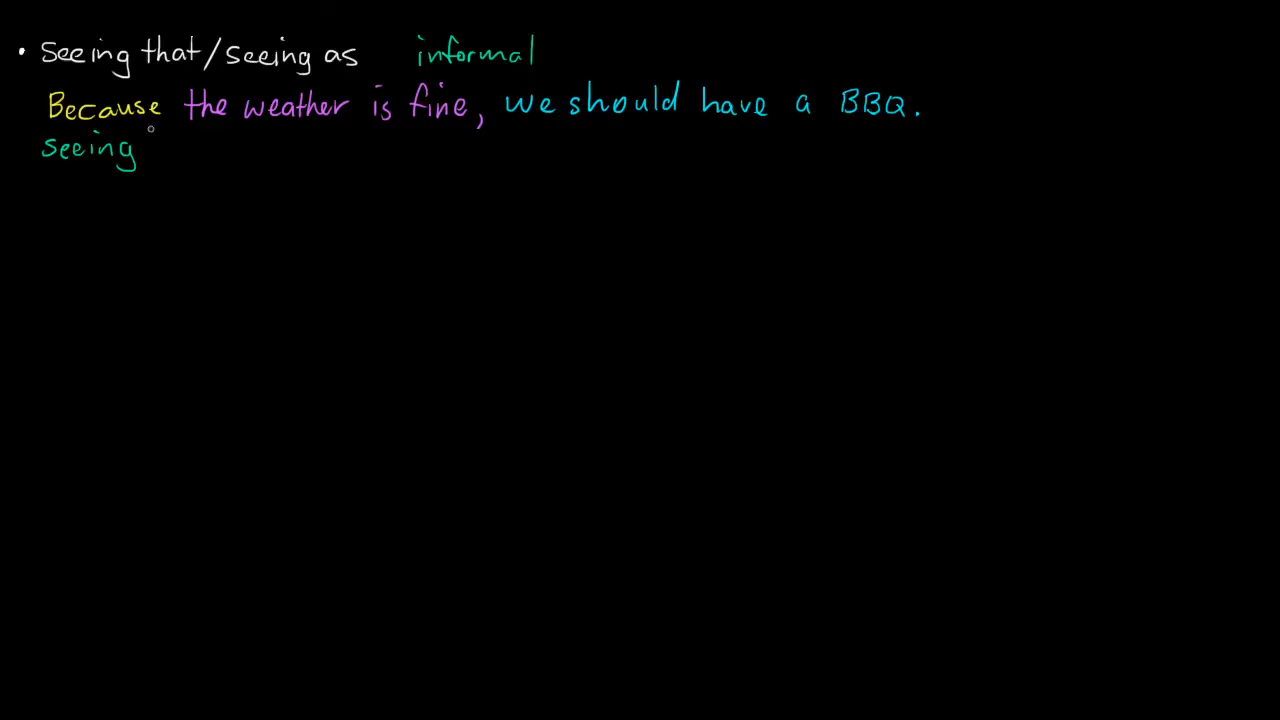 • Seeing that/seeing as informal
Because the weather is fine, we should have a BBQ.
seeing